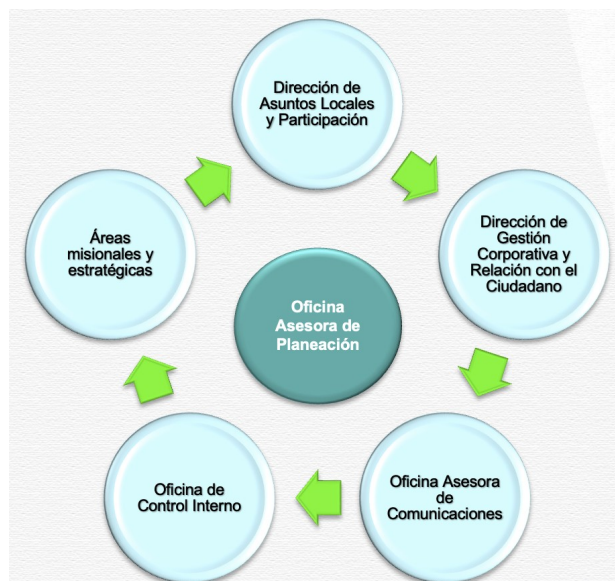 Dirección de
Asuntos Locales
y Participación
Dirección de
Gestión
Corporativa y
Relación con el
Ciudadano
Áreas
misionales y
estratégicas
Oficina
Asesora de
Planeación
Oficina de
Control Interno
Oficina Asesora
de
Comunicaciones